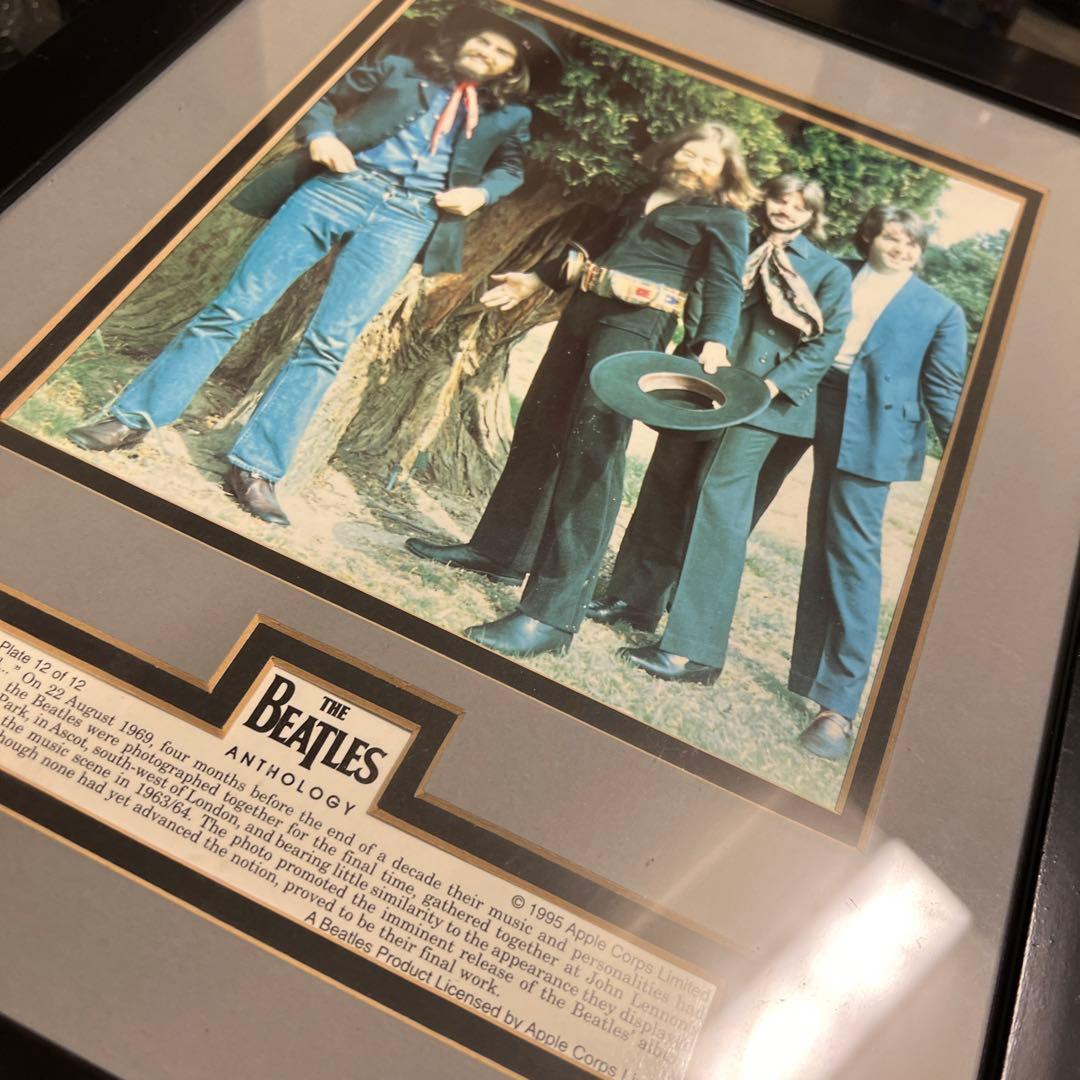 Plate 12 of 12
THE
BEATLES
ANTHOLOGY
© 1995 Apple Corps Limited
..." On 22 August 1969, four months before the end of a decade their music and personalities had
the Beatles were photographed together for the final time, gathered together at John Lennon's
Park, in Ascot, south-west of London, and bearing little similarity to the appearance they displayed
the music scene in 1963/64. The photo promoted the imminent release of the Beatles'
though none had yet advanced the notion, proved to be their final work.
A Beatles Product Licensed by Apple Corps